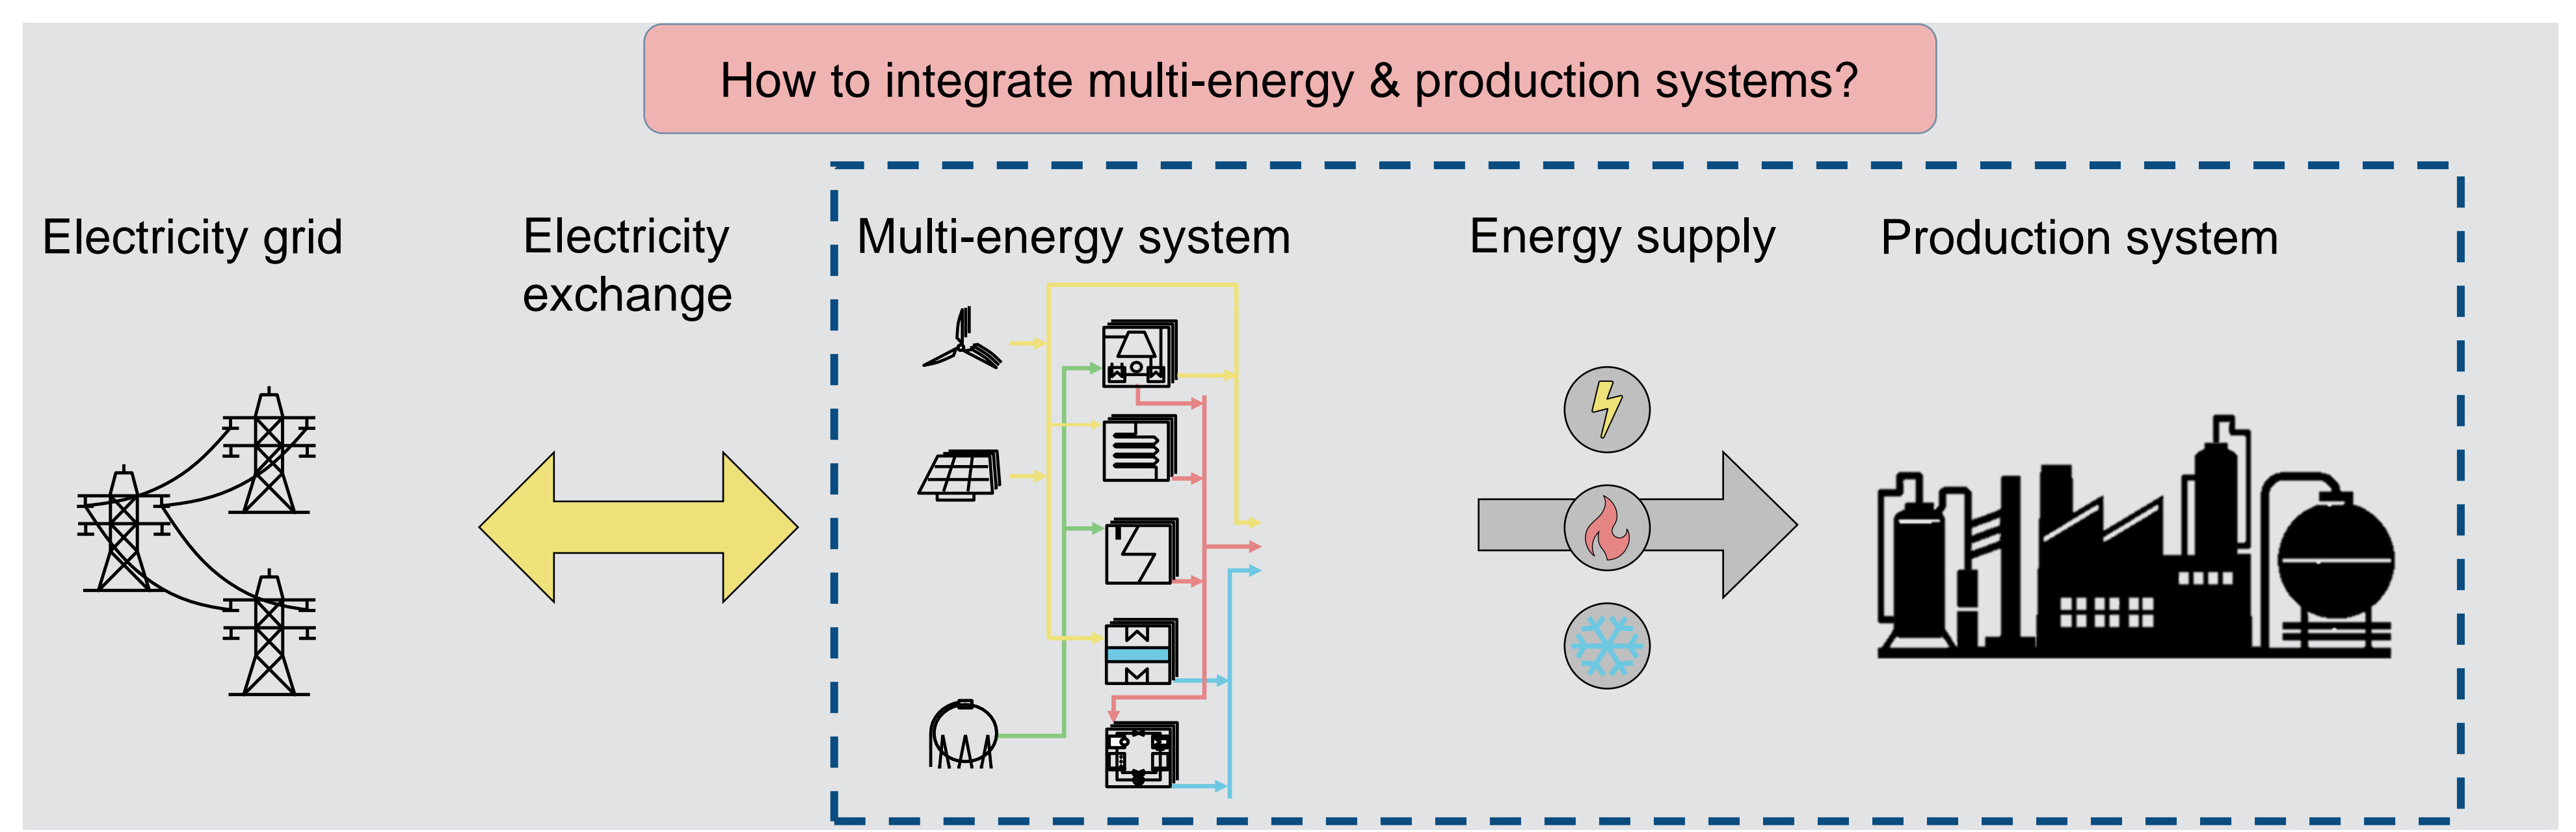 How to integrate multi-energy & production systems?
Electricity grid
Electricity
exchange
Multi-energy system
Energy supply
Production system